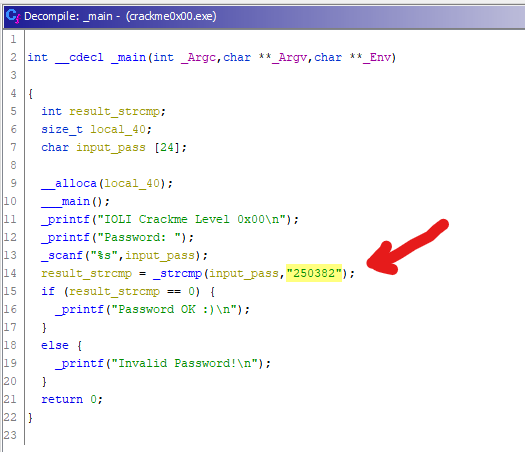 Decompile: _main - (crackme0x00.exe)
1
2 int __cdecl _main(int _Argc,char **_Argv,char **_Env)
3
4 {
5   int result_strcmp;
6   size_t local_40;
7   char input_pass [24];
8
9   __alloca(local_40);
10   ___main();
11   _printf("IOLI Crackme Level 0x00\n");
12   _printf("Password: ");
13   _scanf("%s",input_pass);
14   result_strcmp = _strcmp(input_pass,"250382");
15   if (result_strcmp == 0) {
16     _printf("Password OK :)\n");
17   }
18   else {
19     _printf("Invalid Password!\n");
20   }
21   return 0;
22 }
23